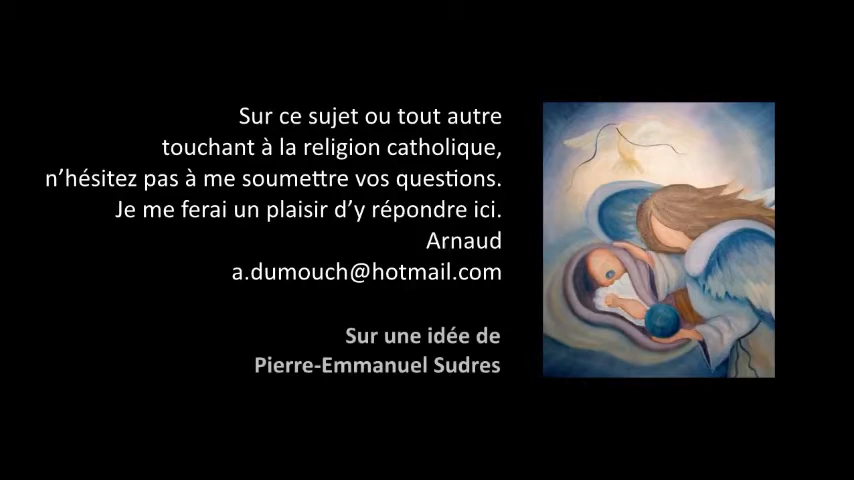 Sur ce sujet ou tout autre
touchant à la religion catholique,
n’hésitez pas à me soumettre vos questions.
Je me ferai un plaisir d’y répondre ici.
Arnaud
a.dumouch@hotmail.com
Sur une idée de
Pierre-Emmanuel Sudres